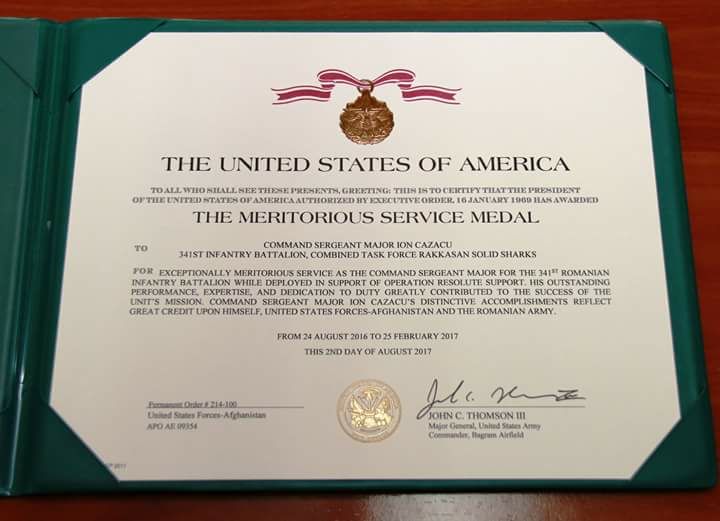 THE UNITED STATES OF AMERICA
TO ALL WHO SHALL SEE THESE PRESENTS, GREETING: THIS IS TO CERTIFY THAT THE PRESIDENT
OF THE UNITED STATES OF AMERICA AUTHORIZED BY EXECUTIVE ORDER, 16 JANUARY 1969 HAS AWARDED
THE MERITORIOUS SERVICE MEDAL
TO COMMAND SERGEANT MAJOR ION CAZACU
341ST INFANTRY BATTALION, COMBINED TASK FORCE RAKKASAN SOLID SHARKS
FOR EXCEPTIONALLY MERITORIOUS SERVICE AS THE COMMAND SERGEANT MAJOR FOR THE 341ST ROMANIAN
INFANTRY BATTALION WHILE DEPLOYED IN SUPPORT OF OPERATION RESOLUTE SUPPORT. HIS OUTSTANDING
PERFORMANCE, EXPERTISE, AND DEDICATION TO DUTY GREATLY CONTRIBUTED TO THE SUCCESS OF THE
UNIT'S MISSION. COMMAND SERGEANT MAJOR ION CAZACU'S DISTINCTIVE ACCOMPLISHMENTS REFLECT
GREAT CREDIT UPON HIMSELF, UNITED STATES FORCES-AFGHANISTAN AND THE ROMANIAN ARMY.
FROM 24 AUGUST 2016 TO 25 FEBRUARY 2017
THIS 2ND DAY OF AUGUST 2017
Permanent Order # 214-100
United States Forces-Afghanistan
APO AE 09354
JOHN C. THOMSON III
Major General, United States Army
Commander, Bagram Airfield